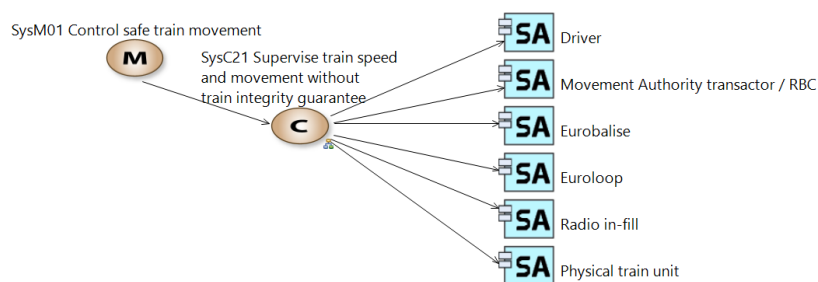 SysM01 Control safe train movement
M
SysC21 Supervise train speed
and movement without
train integrity guarantee
C
SA Driver
SA Movement Authority transactor / RBC
SA Eurobalise
SA Euroloop
SA Radio in-fill
SA Physical train unit